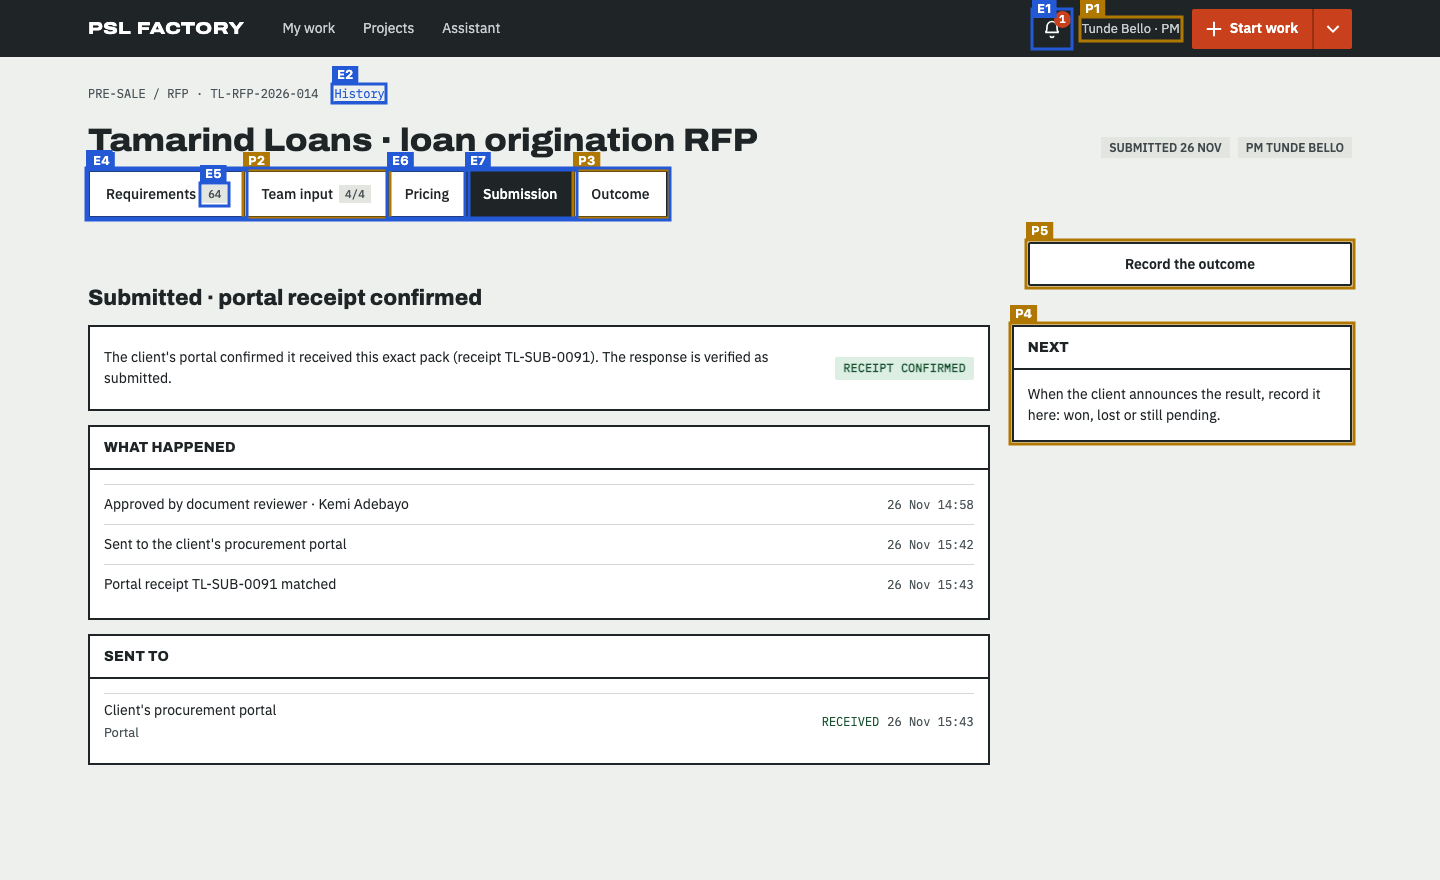 PSL FACTORY
My work
Projects
Assistant
E1
1
P1
Tunde Bello · PM
Start work
E2
PRE-SALE / RFP · TL-RFP-2026-014
History
Tamarind Loans · loan origination RFP
SUBMITTED 26 NOV
PM TUNDE BELLO
E4
E5
P2
E6
E7
P3
Requirements 64
Team input 4/4
Pricing
Submission
Outcome
P5
Record the outcome
Submitted · portal receipt confirmed
The client's portal confirmed it received this exact pack (receipt TL-SUB-0091). The response is verified as
submitted.
RECEIPT CONFIRMED
P4
NEXT
When the client announces the result, record it
here: won, lost or still pending.
WHAT HAPPENED
Approved by document reviewer · Kemi Adebayo
26 Nov 14:58
Sent to the client's procurement portal
26 Nov 15:42
Portal receipt TL-SUB-0091 matched
26 Nov 15:43
SENT TO
Client's procurement portal
Portal
RECEIVED 26 Nov 15:43